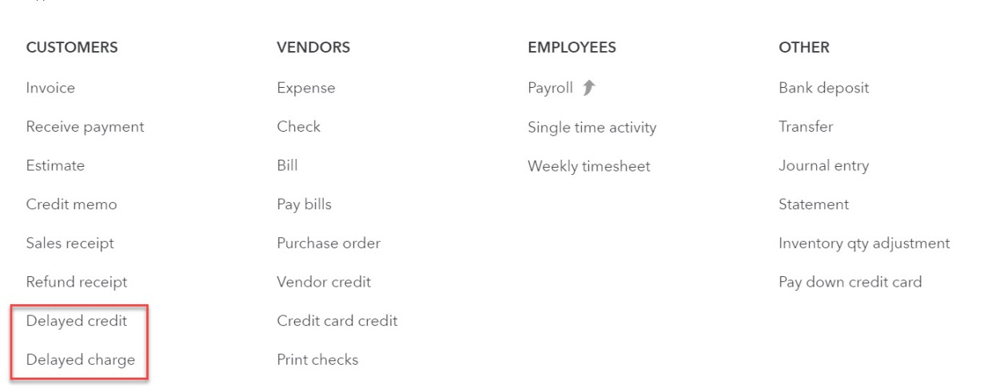 CUSTOMERS
Invoice
Receive payment
Estimate
Credit memo
Sales receipt
Refund receipt
Delayed credit
Delayed charge
VENDORS
Expense
Check
Bill
Pay bills
Purchase order
Vendor credit
Credit card credit
Print checks
EMPLOYEES
Payroll
Single time activity
Weekly timesheet
OTHER
Bank deposit
Transfer
Journal entry
Statement
Inventory qty adjustment
Pay down credit card